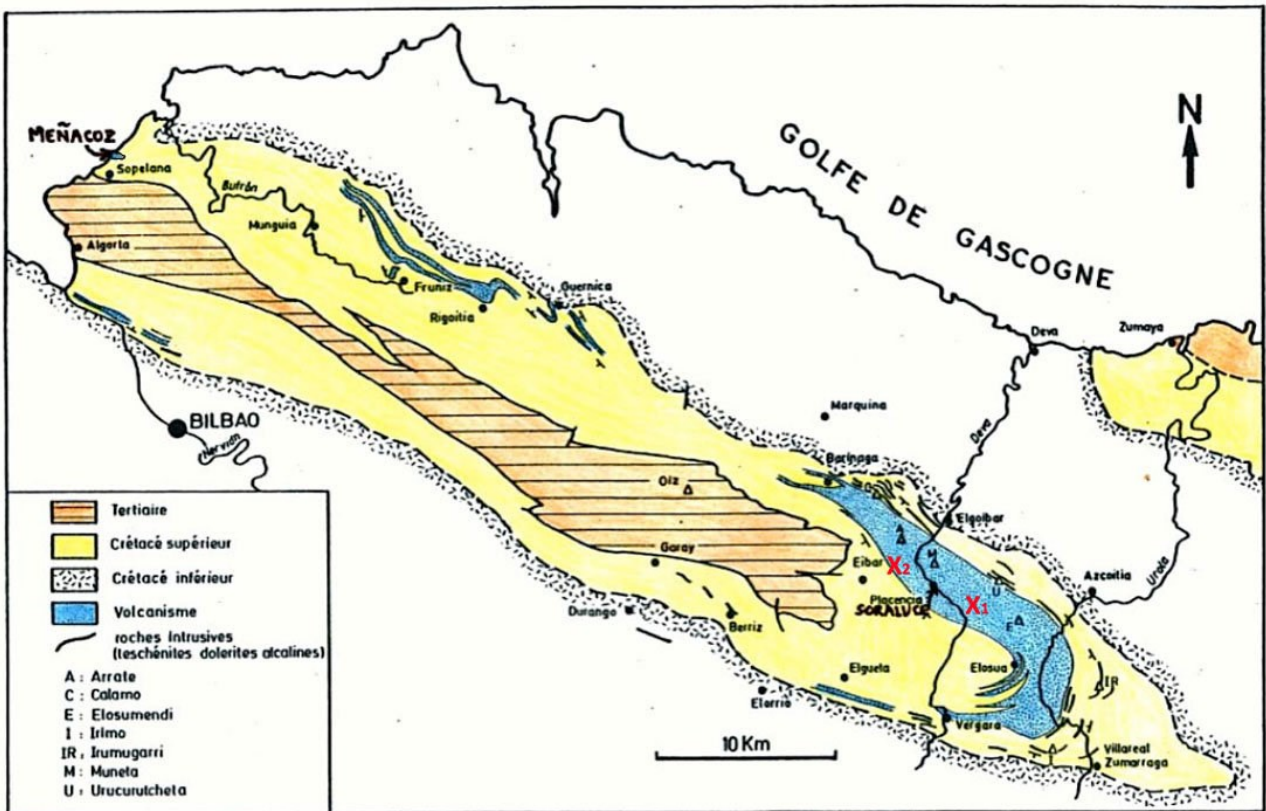 MEÑACOZ
Sopelana
Butrón
Munguia
Algorta
Fruniz
Rigoitia
Guernica
GOLFE DE GASCOGNE
N
Deva
Zumaya
BILBAO
Nervión
Marquina
Barinaga
Deva
Oiz
Elgoibar
A
C
M
X2
Eibar
Garay
Placencia
SORALUCE
X1
U
E
Azcoitia
Urola
Durango
Berriz
Elgueta
Elosua
IR
Elorrio
Vergara
I
Villareal
Zumarraga
10 Km
Tertiaire
Crétacé supérieur
Crétacé inférieur
Volcanisme
roches intrusives
(teschénites dolerites alcalines)
A : Arrate
C : Calamo
E : Elosumendi
I : Irimo
IR : Irumugarri
M : Muneta
U : Urucurutcheta